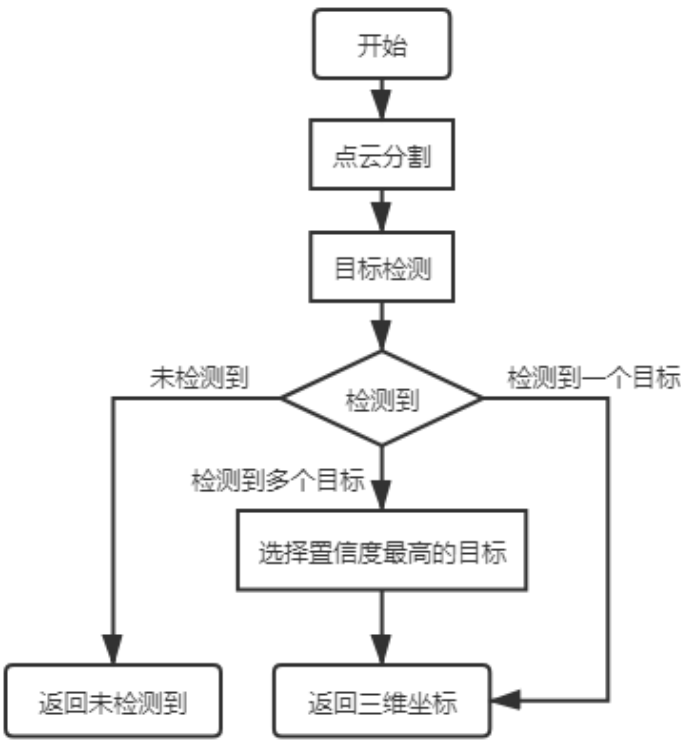 开始
点云分割
目标检测
未检测到
检测到一个目标
检测到
检测到多个目标
选择置信度最高的目标
返回未检测到
返回三维坐标